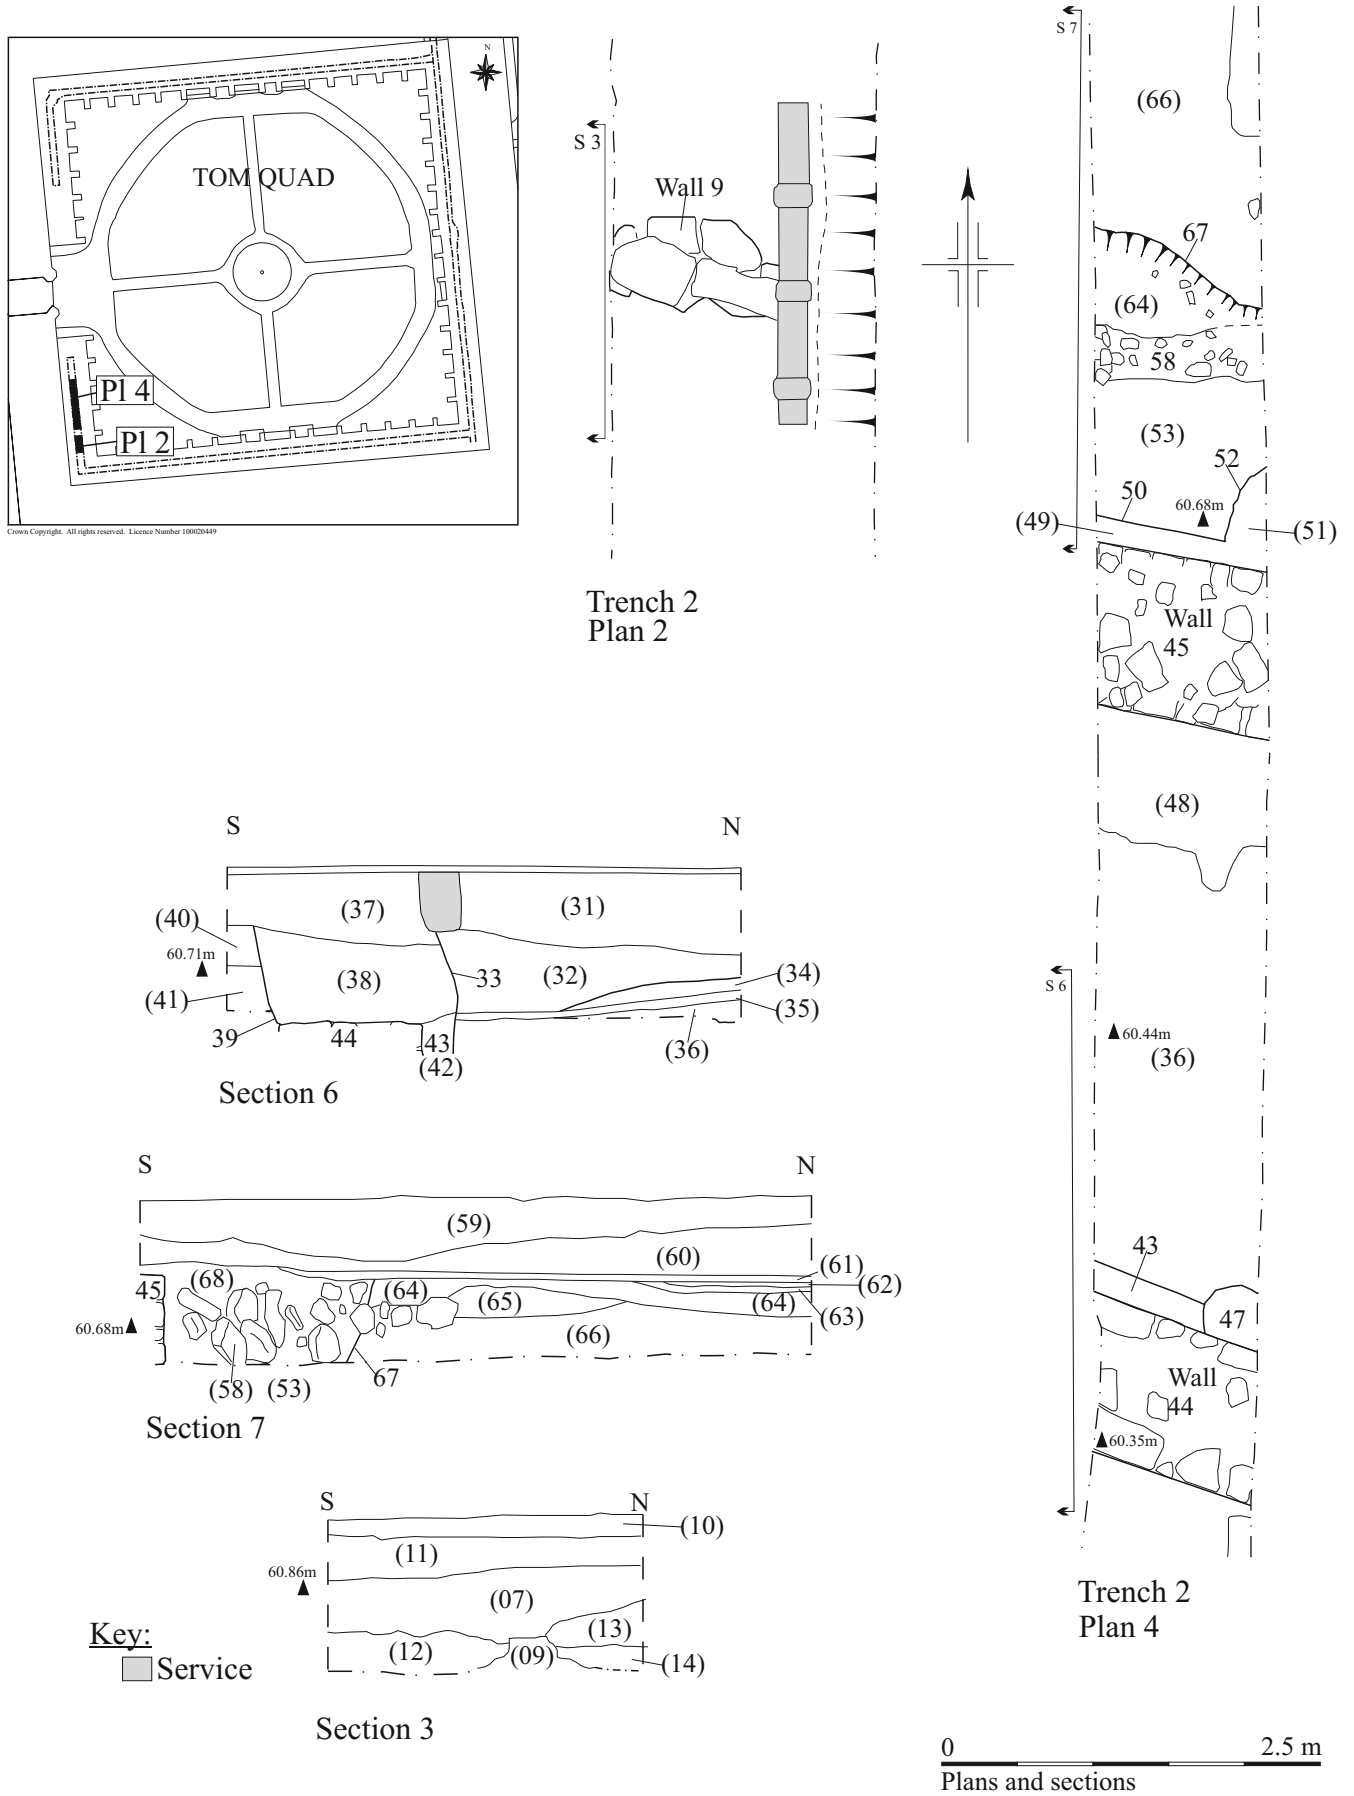 N
TOM QUAD
Pl 4
Pl 2
Crown Copyright. All rights reserved. Licence Number 100020449
S 3
Wall 9
Trench 2
Plan 2
S 7
(66)
67
(64)
58
(53)
52
50
60.68m
(49)
(51)
Wall
45
(48)
S 6
60.44m
(36)
43
47
Wall
44
60.35m
Trench 2
Plan 4
S
N
(37)
(31)
(40)
60.71m
(38)
33
(32)
(34)
(41)
(35)
39
44
43
(42)
(36)
Section 6
S
N
(59)
(60)
(61)
(62)
(68)
45
(64)
(65)
(64)
(63)
60.68m
(66)
67
(58)
(53)
Section 7
S
N
(10)
(11)
60.86m
(07)
(13)
(12)
(09)
(14)
Section 3
Key:
Service
0
2.5 m
Plans and sections